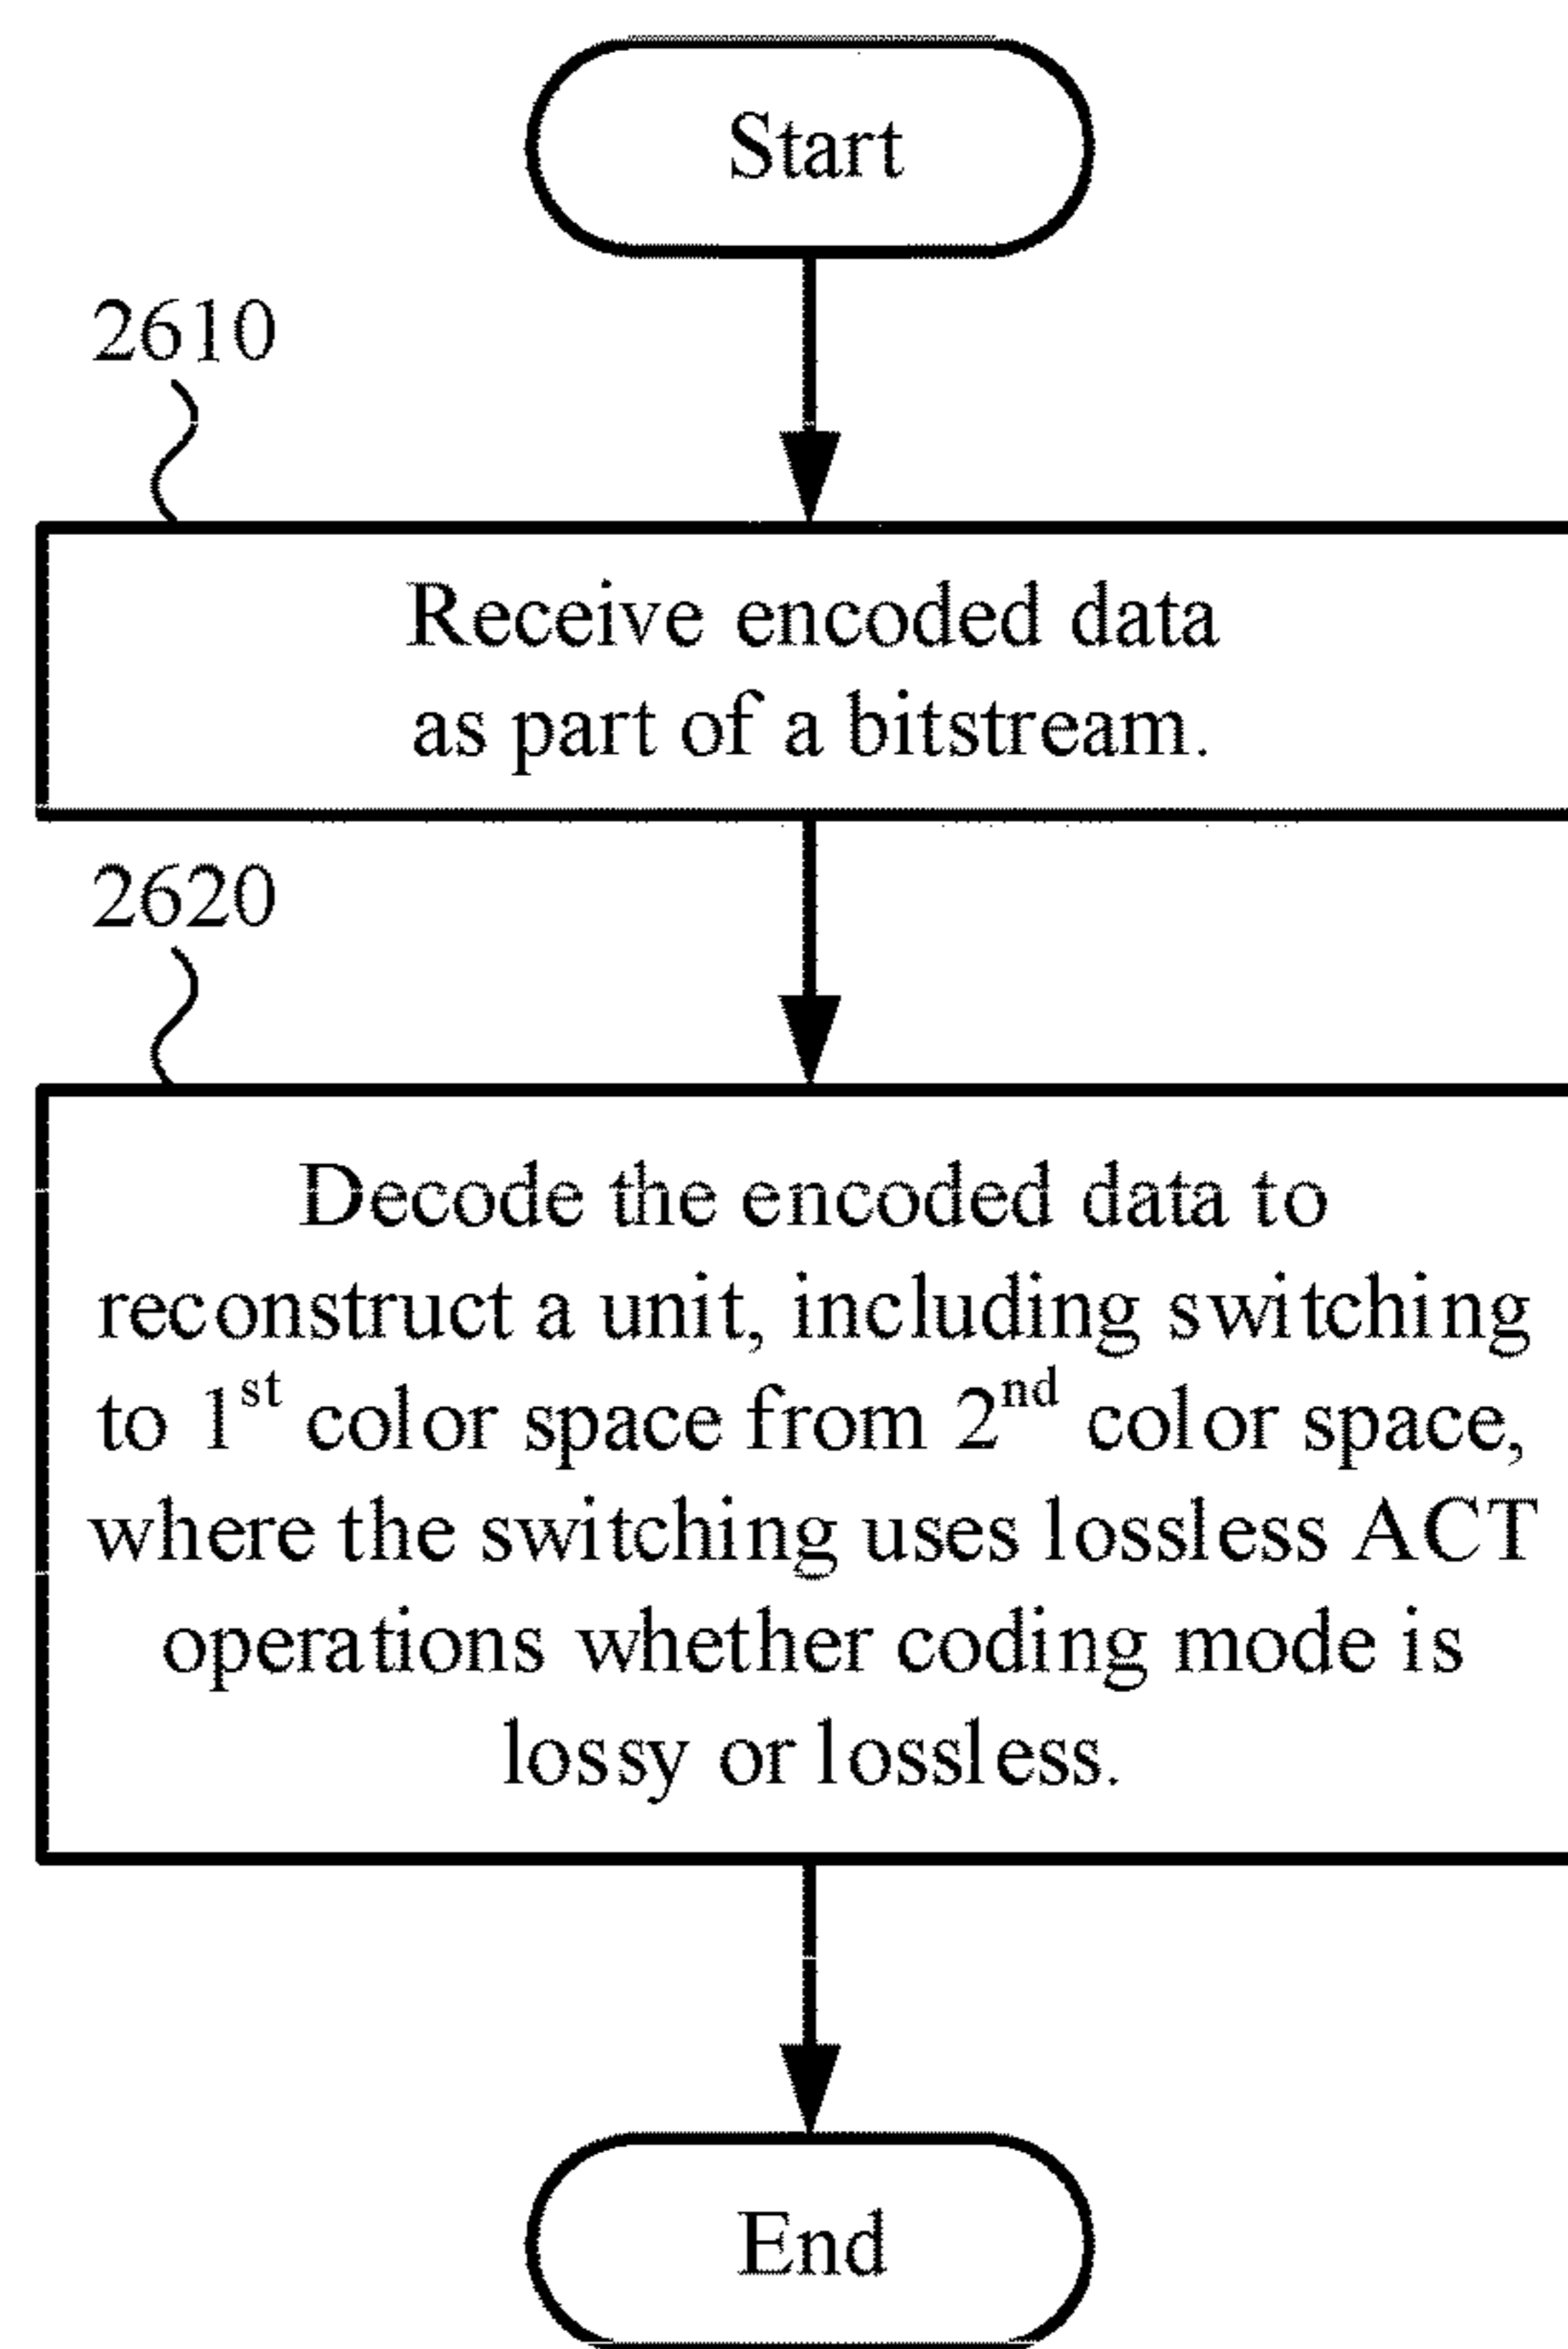 Start
2610
Receive encoded data
as part of a bitstream.
2620
Decode the encoded data to
reconstruct a unit, including switching
to 1st color space from 2nd color space,
where the switching uses lossless ACT
operations whether coding mode is
lossy or lossless.
End